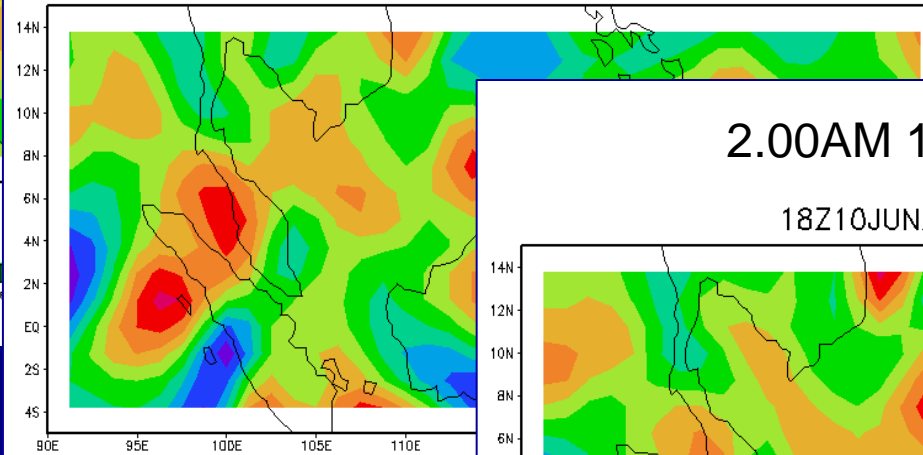 14N
12N
10N
8N
6N
4N
2N
EQ
2S
4S
90E 95E 100E 105E 110E
2.00AM 1
18Z10JUN
14N
12N
10N
8N
6N